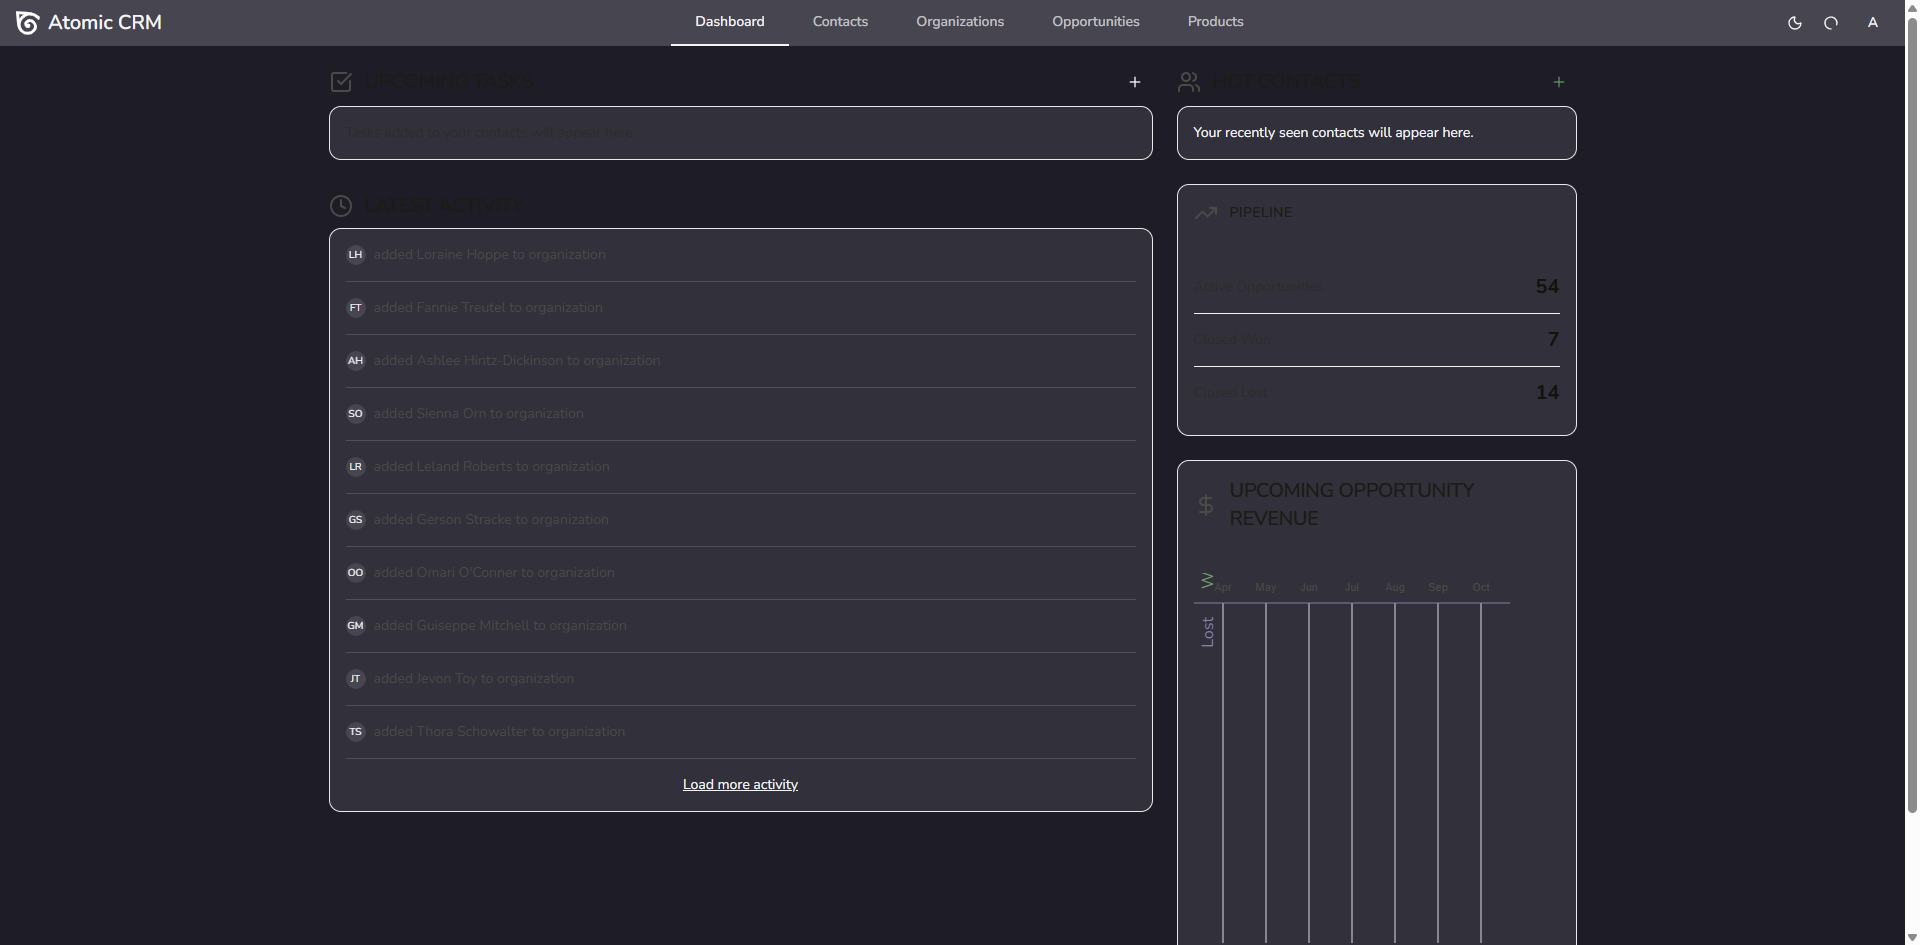 Atomic CRM
Dashboard
Contacts
Organizations
Opportunities
Products
A
UPCOMING TASKS
Tasks added to your contacts will appear here.
LATEST ACTIVITY
LH added Loraine Hoppe to organization
FT added Fannie Treutel to organization
AH added Ashlee Hintz-Dickinson to organization
SO added Sienna Orn to organization
LR added Leland Roberts to organization
GS added Gerson Stracke to organization
OO added Omari O'Conner to organization
GM added Guiseppe Mitchell to organization
JT added Jevon Toy to organization
TS added Thora Schowalter to organization
Load more activity
HOT CONTACTS
Your recently seen contacts will appear here.
PIPELINE
Active Opportunities 54
Closed Won 7
Closed Lost 14
UPCOMING OPPORTUNITY
REVENUE
W
Apr May Jun Jul Aug Sep Oct
Lost